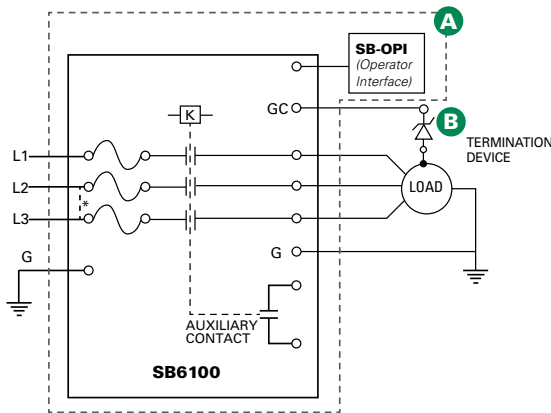 A
SB-OPI
(Operator
Interface)
GC
B
K
TERMINATION
DEVICE
L1
L2
LOAD
*
L3
G
G
AUXILIARY
CONTACT
SB6100